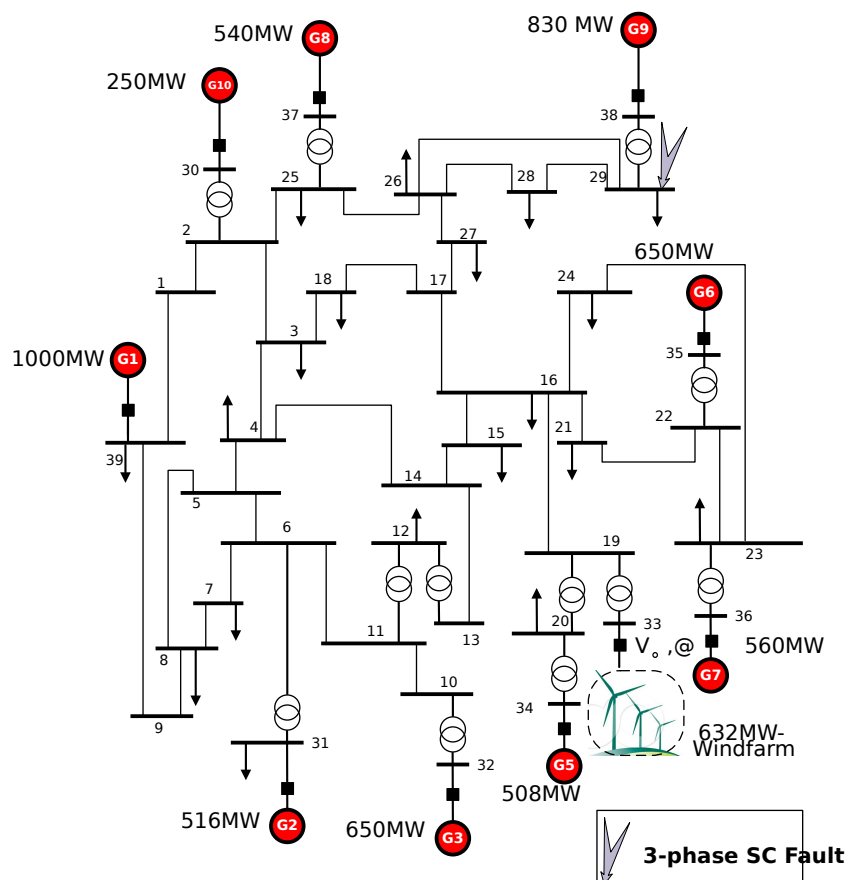 540MW
G8
830 MW
G9
250MW
G10
37
38
30
25
26
28
29
2
27
650MW
1
18
17
24
G6
3
35
1000MW
G1
16
4
15
21
22
39
14
5
6
12
19
23
7
20
33
36
11
13
V。,@
560MW
8
10
G7
34
9
31
632MW-
Windfarm
32
G5
508MW
516MW
G2
650MW
G3
3-phase SC Fault